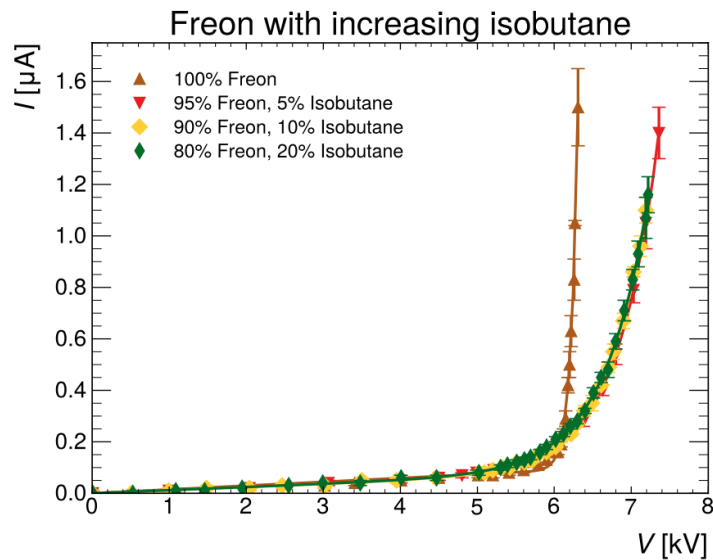 Freon with increasing isobutane
I [µA]
1.6
1.4
1.2
1.0
0.8
0.6
0.4
0.2
0.0
100% Freon
95% Freon, 5% Isobutane
90% Freon, 10% Isobutane
80% Freon, 20% Isobutane
0 1 2 3 4 5 6 7 8
V [kV]